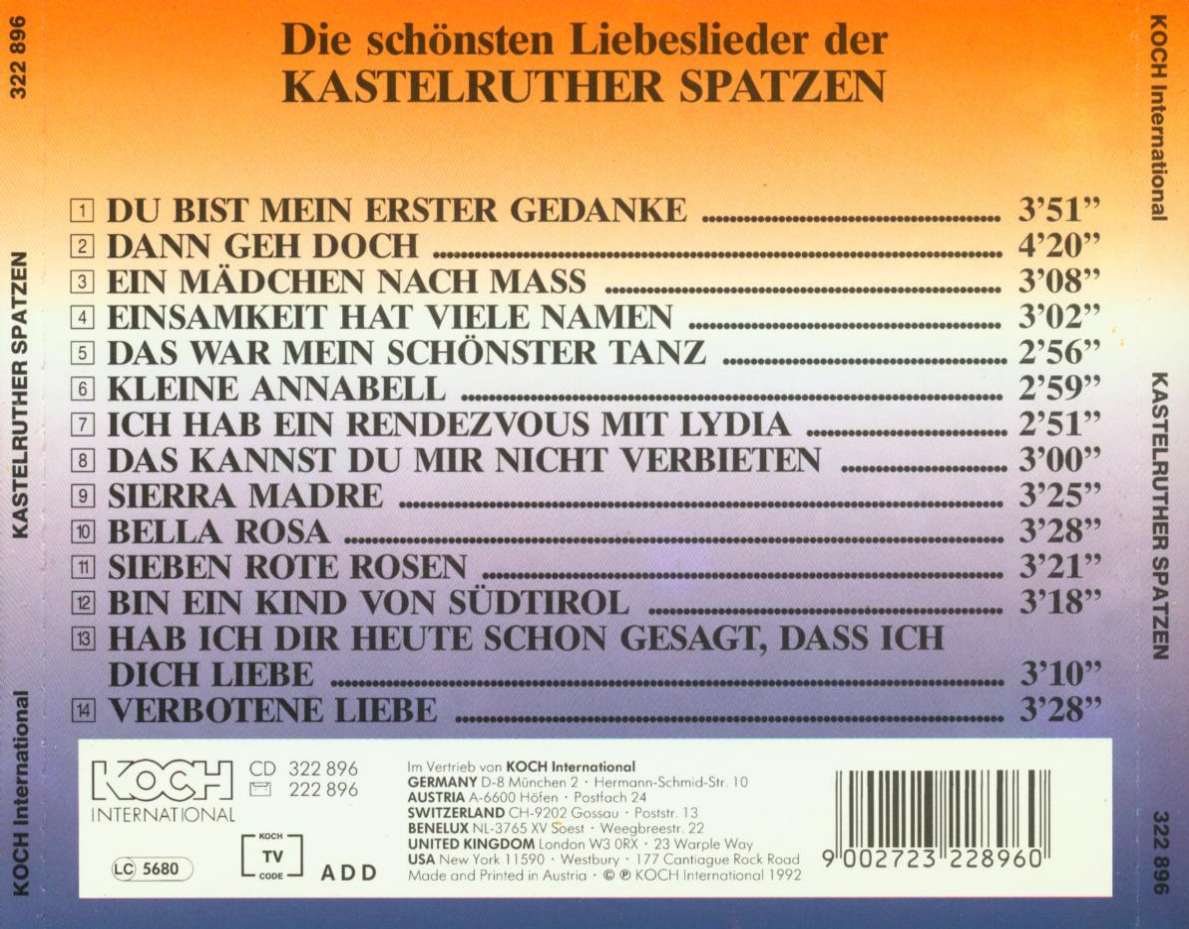 Die schönsten Liebeslieder der
KASTELRUTHER SPATZEN
1 DU BIST MEIN ERSTER GEDANKE 3’51”
2 DANN GEH DOCH 4’20”
3 EIN MÄDCHEN NACH MASS 3’08”
4 EINSAMKEIT HAT VIELE NAMEN 3’02”
5 DAS WAR MEIN SCHÖNSTER TANZ 2’56”
6 KLEINE ANNABELL 2’59”
7 ICH HAB EIN RENDEZVOUS MIT LYDIA 2’51”
8 DAS KANNST DU MIR NICHT VERBIETEN 3’00”
9 SIERRA MADRE 3’25”
10 BELLA ROSA 3’28”
11 SIEBEN ROTE ROSEN 3’21”
12 BIN EIN KIND VON SÜDTIROL 3’18”
13 HAB ICH DIR HEUTE SCHON GESAGT, DASS ICH
DICH LIEBE 3’10”
14 VERBOTENE LIEBE 3’28”
KOCH
INTERNATIONAL
CD 322 896
222 896
LC 5680
KOCH
TV
CODE
ADD
Im Vertrieb von KOCH International
GERMANY D-8 München 2 · Hermann-Schmid-Str. 10
AUSTRIA A-6600 Höfen · Postfach 24
SWITZERLAND CH-9202 Gossau · Poststr. 13
BENELUX NL-3765 XV Soest · Weegbreestr. 22
UNITED KINGDOM London W3 0RX · 23 Warple Way
USA New York 11590 · Westbury · 177 Cantiague Rock Road
Made and Printed in Austria · © ℗ KOCH International 1992
9 002723 228960
KOCH International
KASTELRUTHER SPATZEN
322 896
KOCH International
KASTELRUTHER SPATZEN
322 896